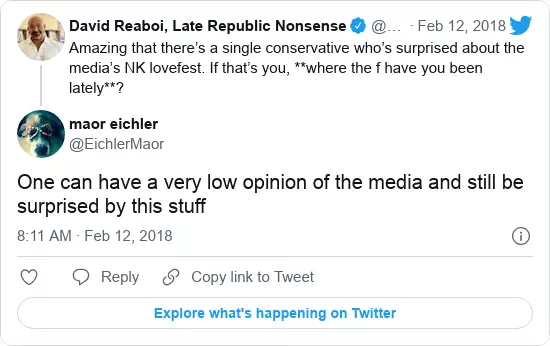 David Reaboi, Late Republic Nonsense @... · Feb 12, 2018
Amazing that there's a single conservative who's surprised about the
media's NK lovefest. If that's you, **where the f have you been
lately**?
maor eichler
@EichlerMaor
One can have a very low opinion of the media and still be
surprised by this stuff
8:11 AM · Feb 12, 2018
Reply
Copy link to Tweet
Explore what's happening on Twitter